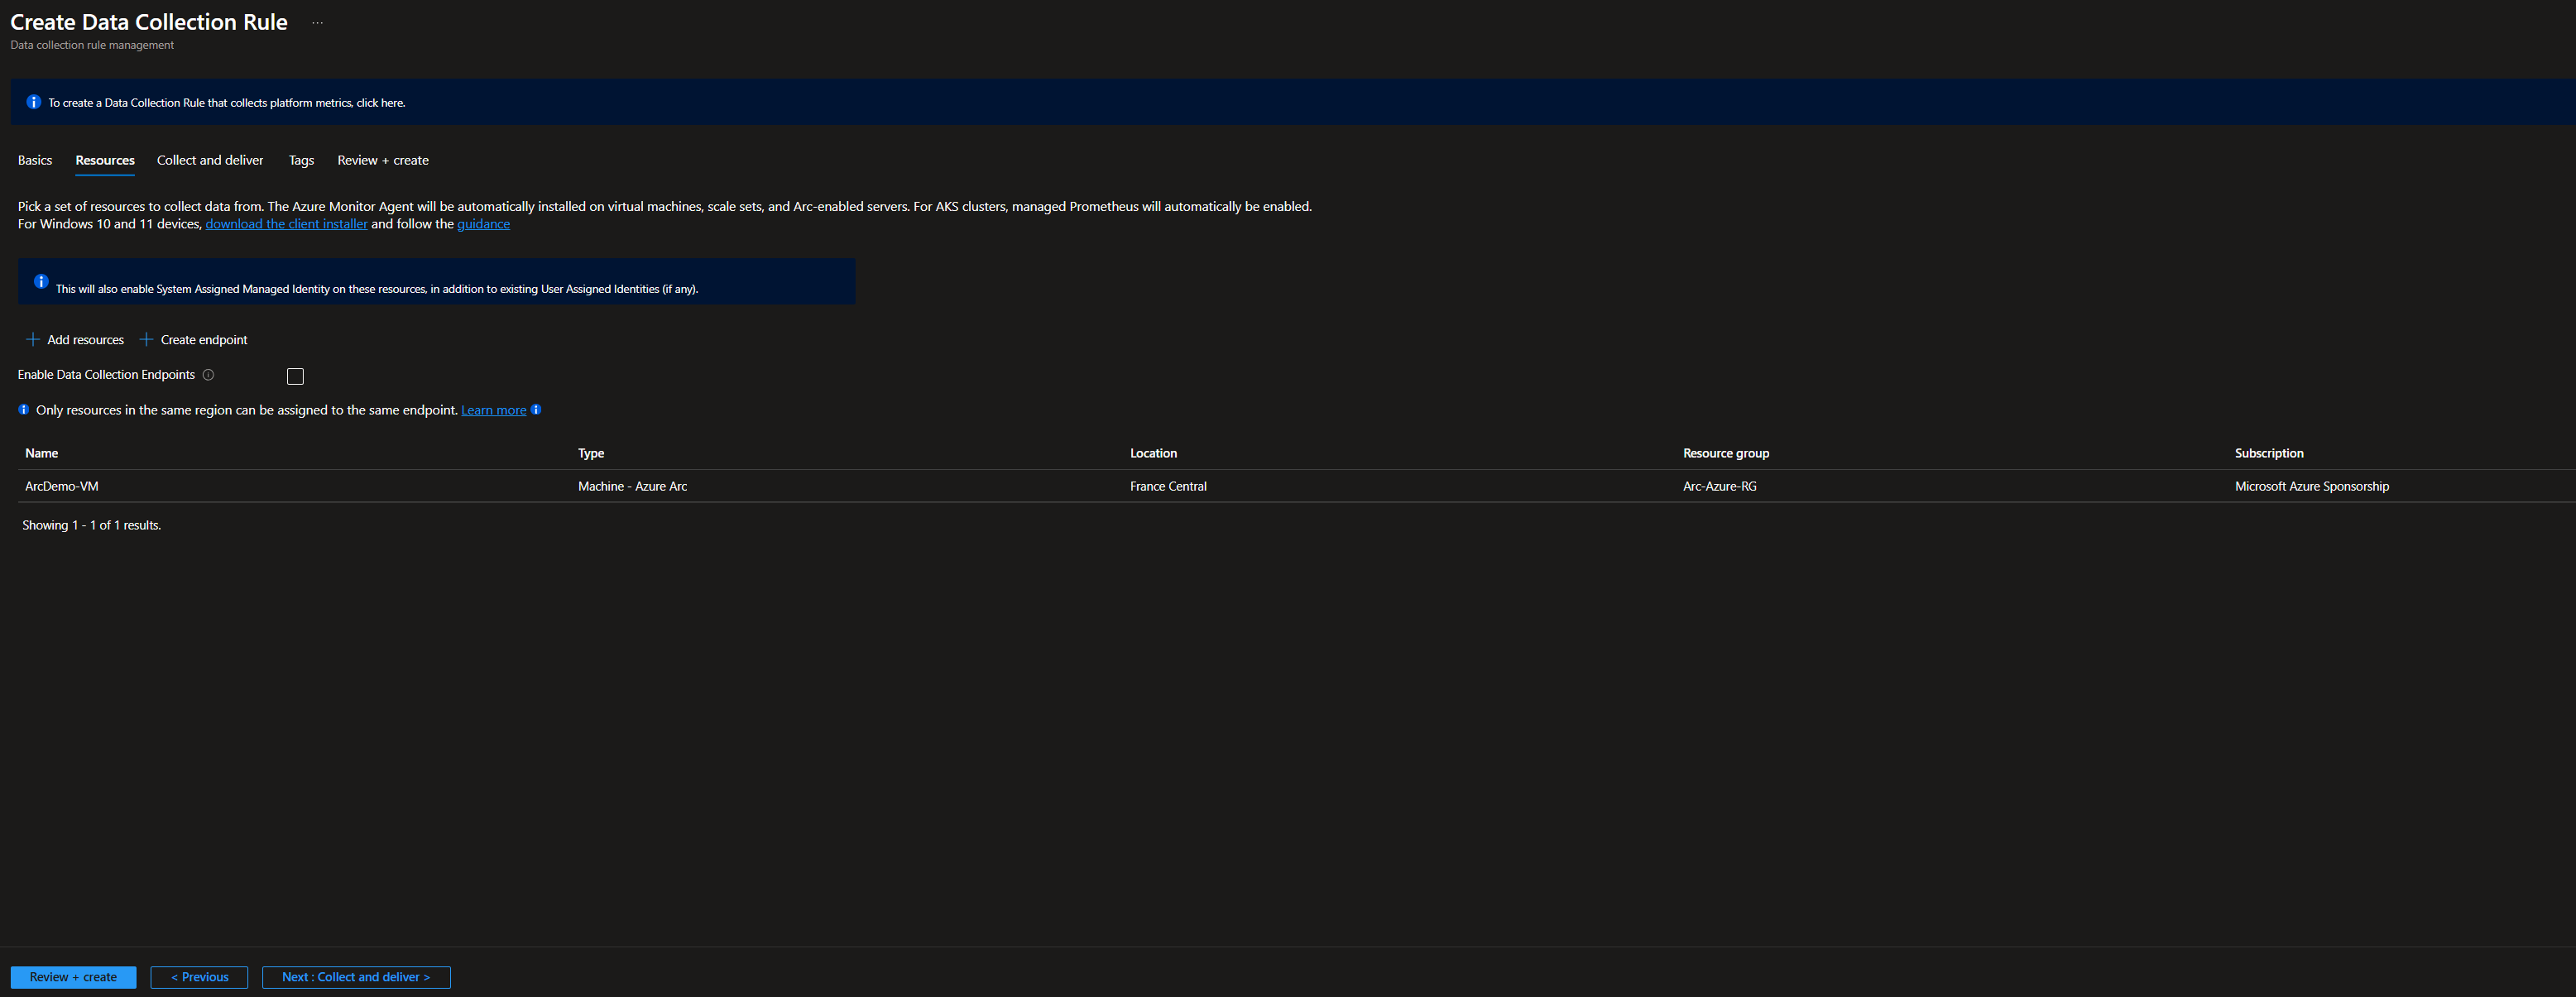 Create Data Collection Rule ...
Data collection rule management
To create a Data Collection Rule that collects platform metrics, click here.
Basics Resources Collect and deliver Tags Review + create
Pick a set of resources to collect data from. The Azure Monitor Agent will be automatically installed on virtual machines, scale sets, and Arc-enabled servers. For AKS clusters, managed Prometheus will automatically be enabled.
For Windows 10 and 11 devices, download the client installer and follow the guidance
This will also enable System Assigned Managed Identity on these resources, in addition to existing User Assigned Identities (if any).
+ Add resources + Create endpoint
Enable Data Collection Endpoints
Only resources in the same region can be assigned to the same endpoint. Learn more
Name Type Location Resource group Subscription
ArcDemo-VM Machine - Azure Arc France Central Arc-Azure-RG Microsoft Azure Sponsorship
Showing 1 - 1 of 1 results.
Review + create < Previous Next : Collect and deliver >